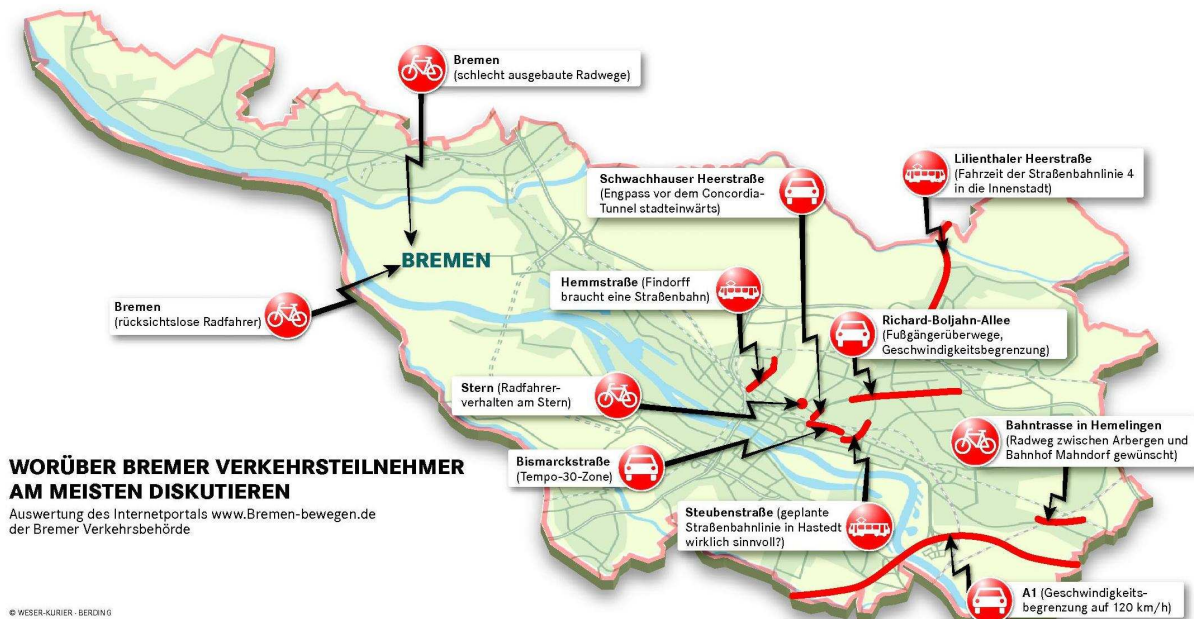 Bremen
(schlecht ausgebaute Radwege)
Lilienthaler Heerstraße
(Fahrzeit der Straßenbahnlinie 4
in die Innenstadt)
Schwachhauser Heerstraße
(Engpass vor dem Concordia-
Tunnel stadteinwärts)
BREMEN
Hemmstraße (Findorff
braucht eine Straßenbahn)
Bremen
(rücksichtslose Radfahrer)
Richard-Boljahn-Allee
(Fußgängerüberwege,
Geschwindigkeitsbegrenzung)
Stern (Radfahrer-
verhalten am Stern)
Bahntrasse in Hemelingen
(Radweg zwischen Arbergen und
Bahnhof Mahndorf gewünscht)
Bismarckstraße
(Tempo-30-Zone)
WORÜBER BREMER VERKEHRSTEILNEHMER
AM MEISTEN DISKUTIEREN
Auswertung des Internetportals www.Bremen-bewegen.de
der Bremer Verkehrsbehörde
Steubenstraße (geplante
Straßenbahnlinie in Hastedt
wirklich sinnvoll?)
A1 (Geschwindigkeits-
begrenzung auf 120 km/h)
© WESER-KURIER · BERDING